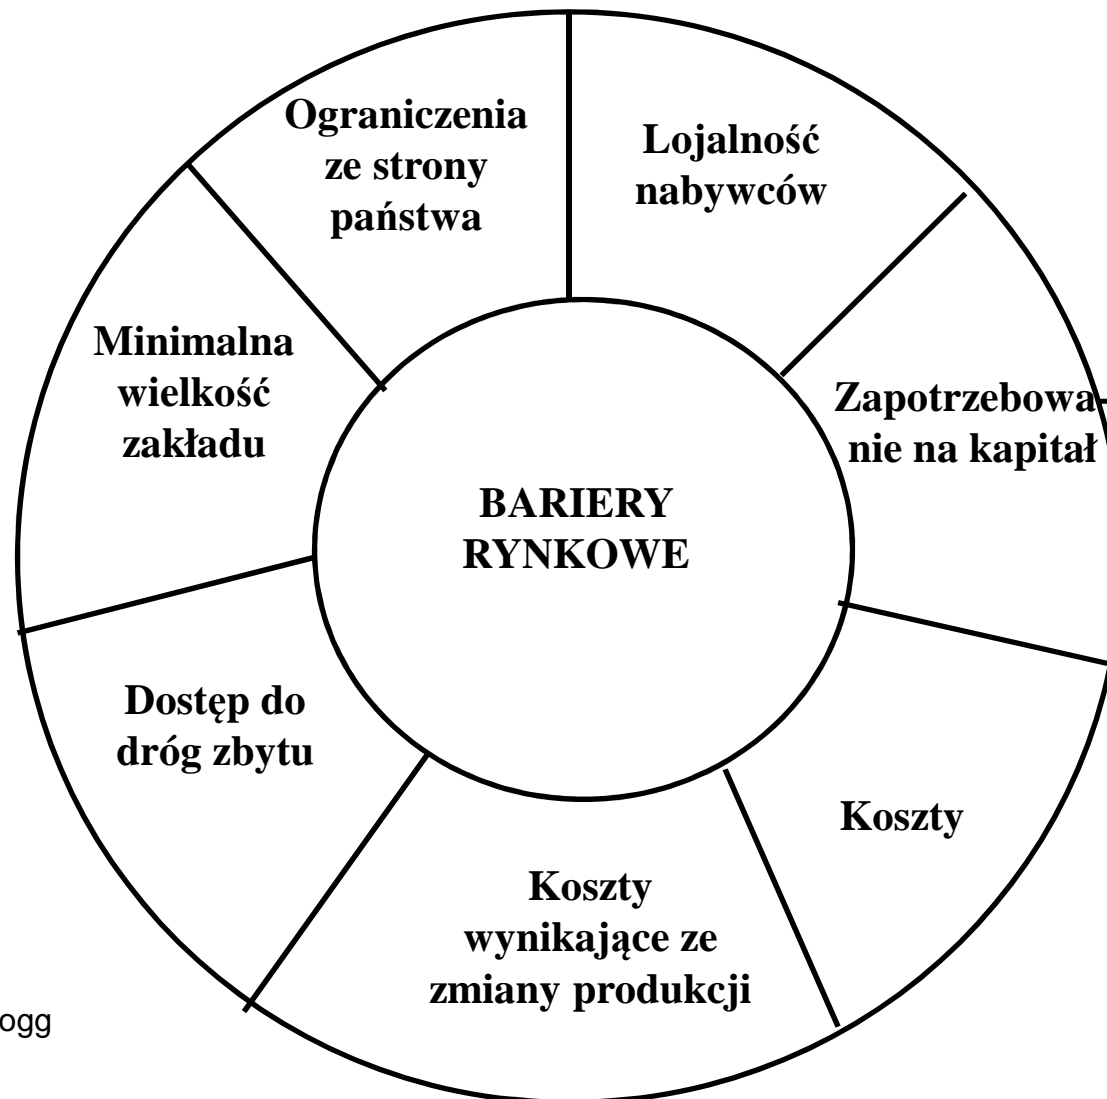 Ograniczenia
ze strony
państwa
Lojalność
nabywców
Minimalna
wielkość
zakładu
Zapotrzebowa-
nie na kapitał
BARIERY
RYNKOWE
Dostęp do
dróg zbytu
Koszty
Koszty
wynikające ze
zmiany produkcji
ogg